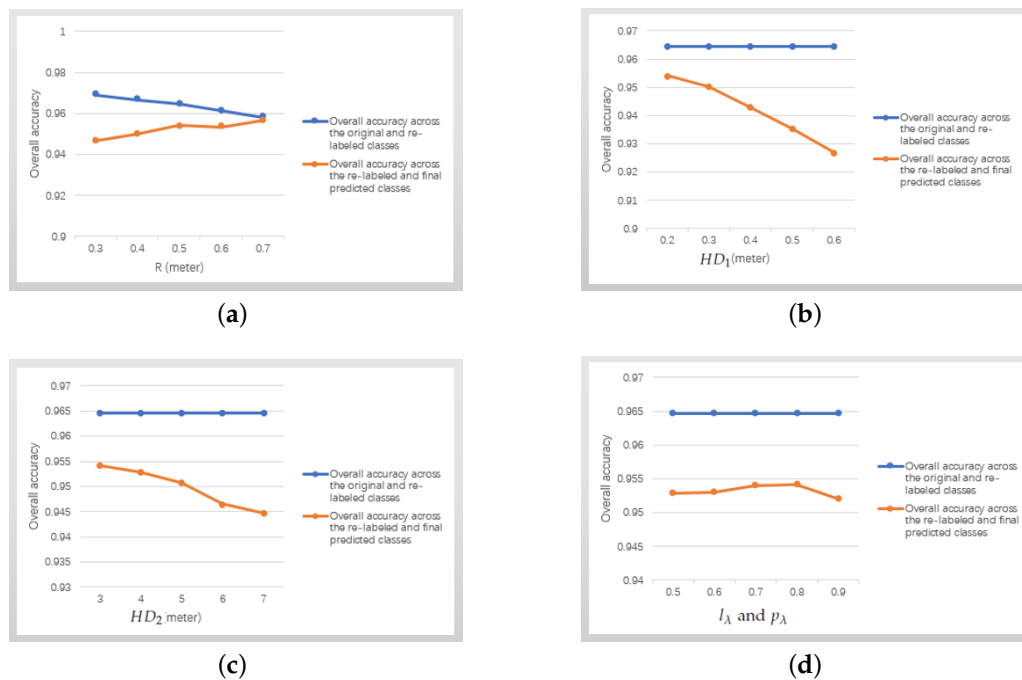 1
0.98
0.96
0.94
0.92
0.9
Overall accuracy
0.3 0.4 0.5 0.6 0.7
R (meter)
Overall accuracy across
the original and re-
labeled classes
Overall accuracy across
the re-labeled and final
predicted classes
(a)
0.97
0.96
0.95
0.94
0.93
0.92
0.91
0.9
Overall accuracy
0.2 0.3 0.4 0.5 0.6
HD₁(meter)
Overall accuracy across
the original and re-
labeled classes
Overall accuracy across
the re-labeled and final
predicted classes
(b)
0.97
0.965
0.96
0.955
0.95
0.945
0.94
0.935
0.93
Overall accuracy
3 4 5 6 7
HD₂ meter)
Overall accuracy across
the original and re-
labeled classes
Overall accuracy across
the re-labeled and final
predicted classes
(c)
0.97
0.965
0.96
0.955
0.95
0.945
0.94
Overall accuracy
0.5 0.6 0.7 0.8 0.9
l_λ and p_λ
Overall accuracy across
the original and re-
labeled classes
Overall accuracy across
the re-labeled and final
predicted classes
(d)